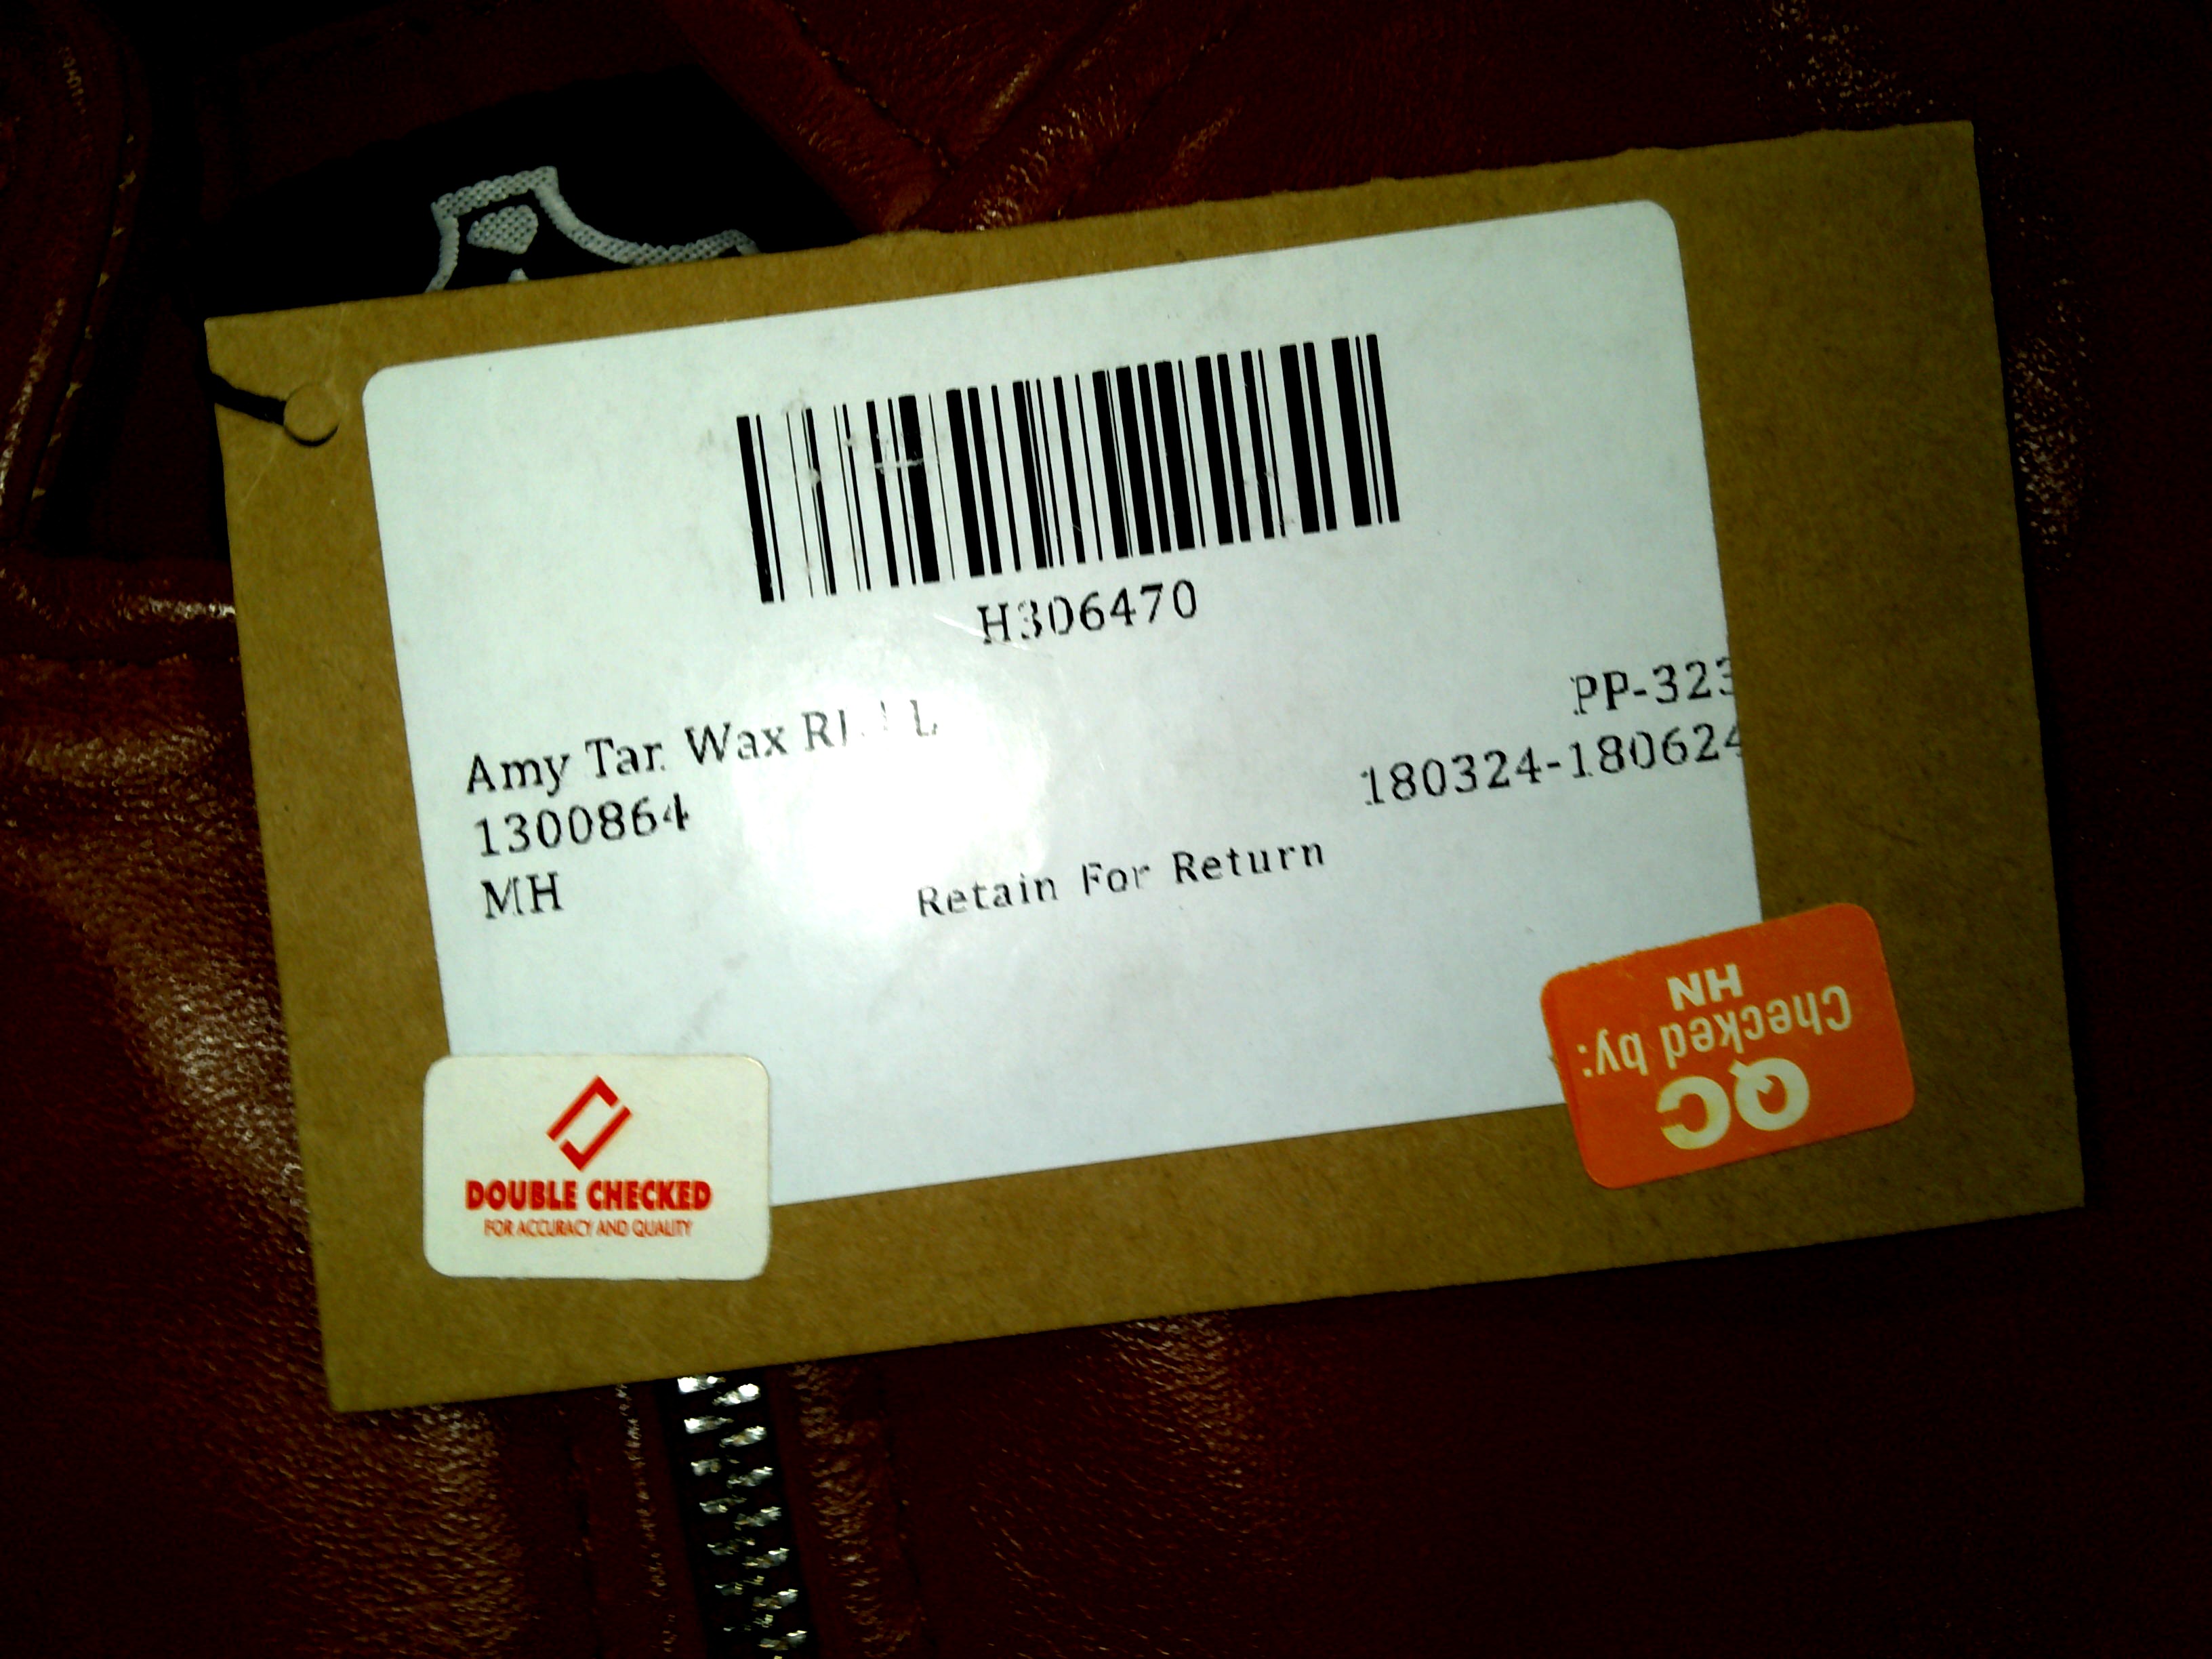 H306470
PP-323
Amy Tan Wax
180324-180624
1300864
MH
Retain For Return
QC
Checked by:
HN
DOUBLE CHECKED
FOR ACCURACY AND QUALITY